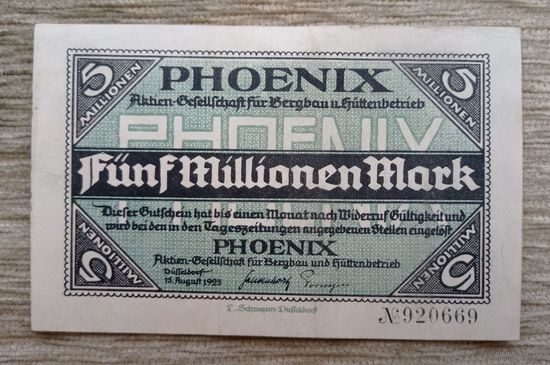 5 MILLIONEN
5 MILLIONEN
PHOENIX
Aktien-Gesellschaft für Bergbau u. Hüttenbetrieb
PHOENIX
Fünf Millionen Mark
Dieser Gutschein hat bis einen Monat nach Widerruf Gültigkeit und
wird bei den in den Tageszeitungen angegebenen Stellen eingelöst
PHOENIX
Aktien-Gesellschaft für Bergbau und Hüttenbetrieb
Düsseldorf
15. August 1923
5 MILLIONEN
5 MILLIONEN
L. Schwann/Düsseldorf
№ 920669